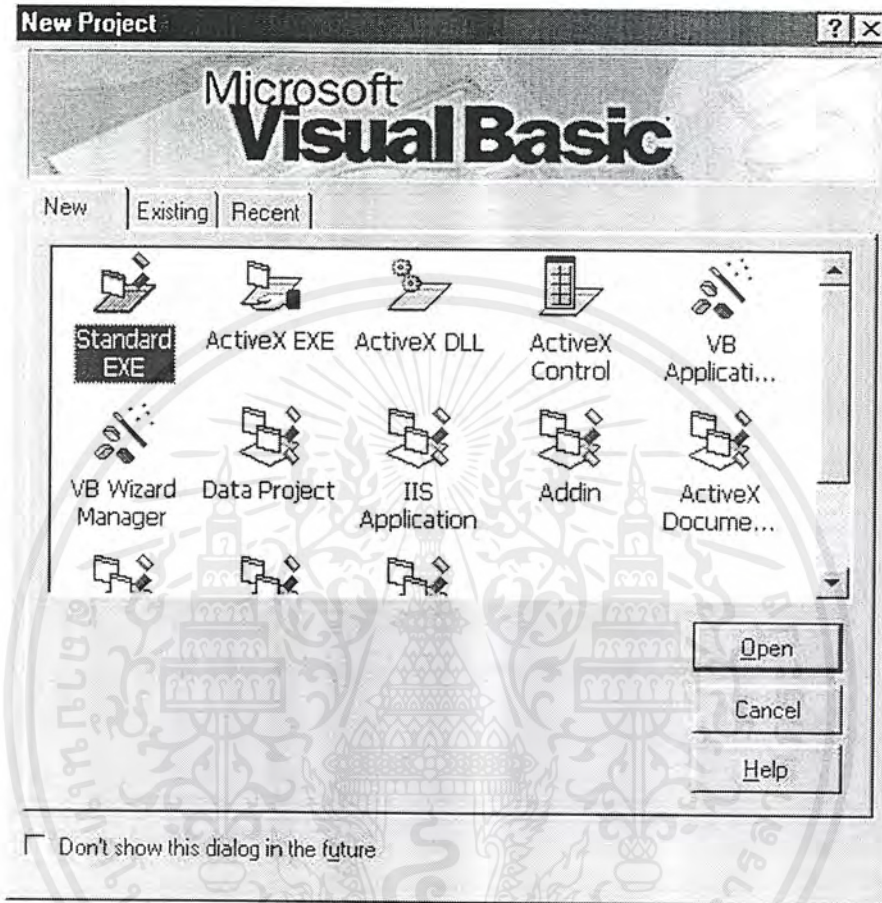 New Project
Microsoft
Visual Basic
New Existing Recent
Standard EXE
ActiveX EXE
ActiveX DLL
ActiveX Control
VB Applicati...
VB Wizard Manager
Data Project
IIS Application
Addin
ActiveX Docume...
Open
Cancel
Help
Don't show this dialog in the future